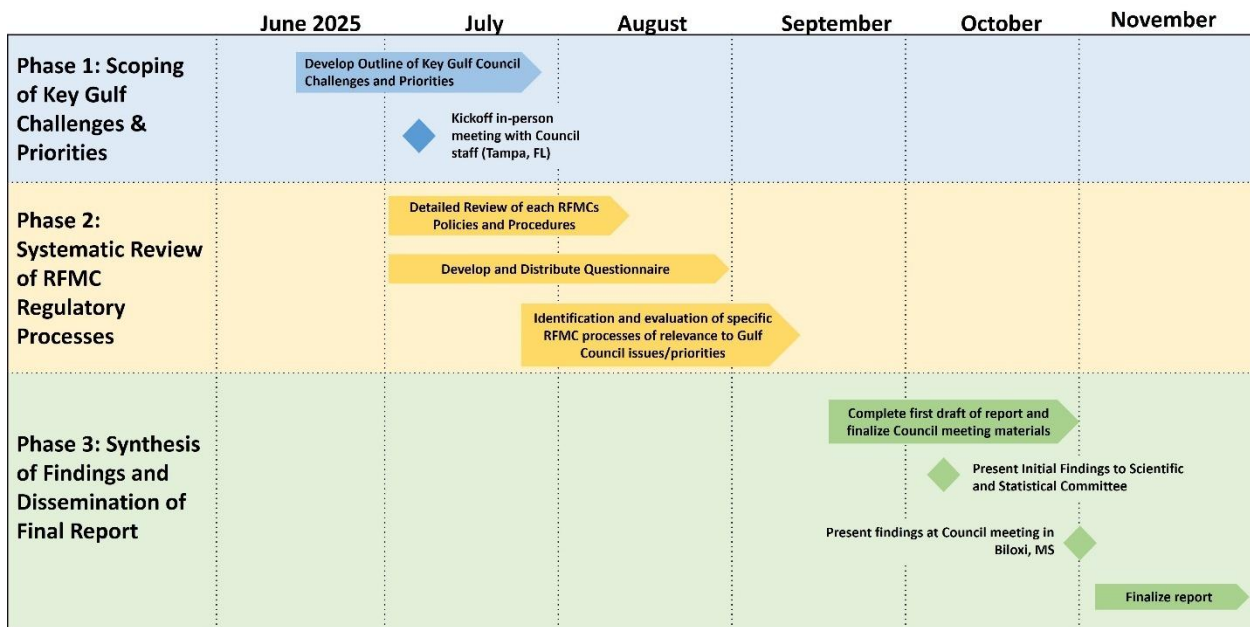 June 2025 July August September October November
Phase 1: Scoping
of Key Gulf
Challenges &
Priorities
Develop Outline of Key Gulf Council
Challenges and Priorities
Kickoff in-person
meeting with Council
staff (Tampa, FL)
Phase 2:
Systematic Review
of RFMC
Regulatory
Processes
Detailed Review of each RFMCs
Policies and Procedures
Develop and Distribute Questionnaire
Identification and evaluation of specific
RFMC processes of relevance to Gulf
Council issues/priorities
Phase 3: Synthesis
of Findings and
Dissemination of
Final Report
Complete first draft of report and
finalize Council meeting materials
Present Initial Findings to Scientific
and Statistical Committee
Present findings at Council meeting in
Biloxi, MS
Finalize report